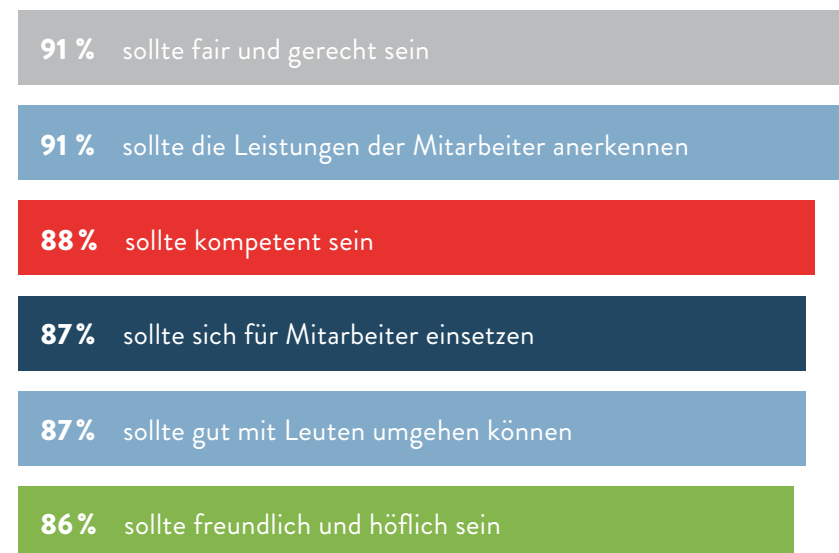 91 % sollte fair und gerecht sein
91 % sollte die Leistungen der Mitarbeiter anerkennen
88 % sollte kompetent sein
87 % sollte sich für Mitarbeiter einsetzen
87 % sollte gut mit Leuten umgehen können
86 % sollte freundlich und höflich sein